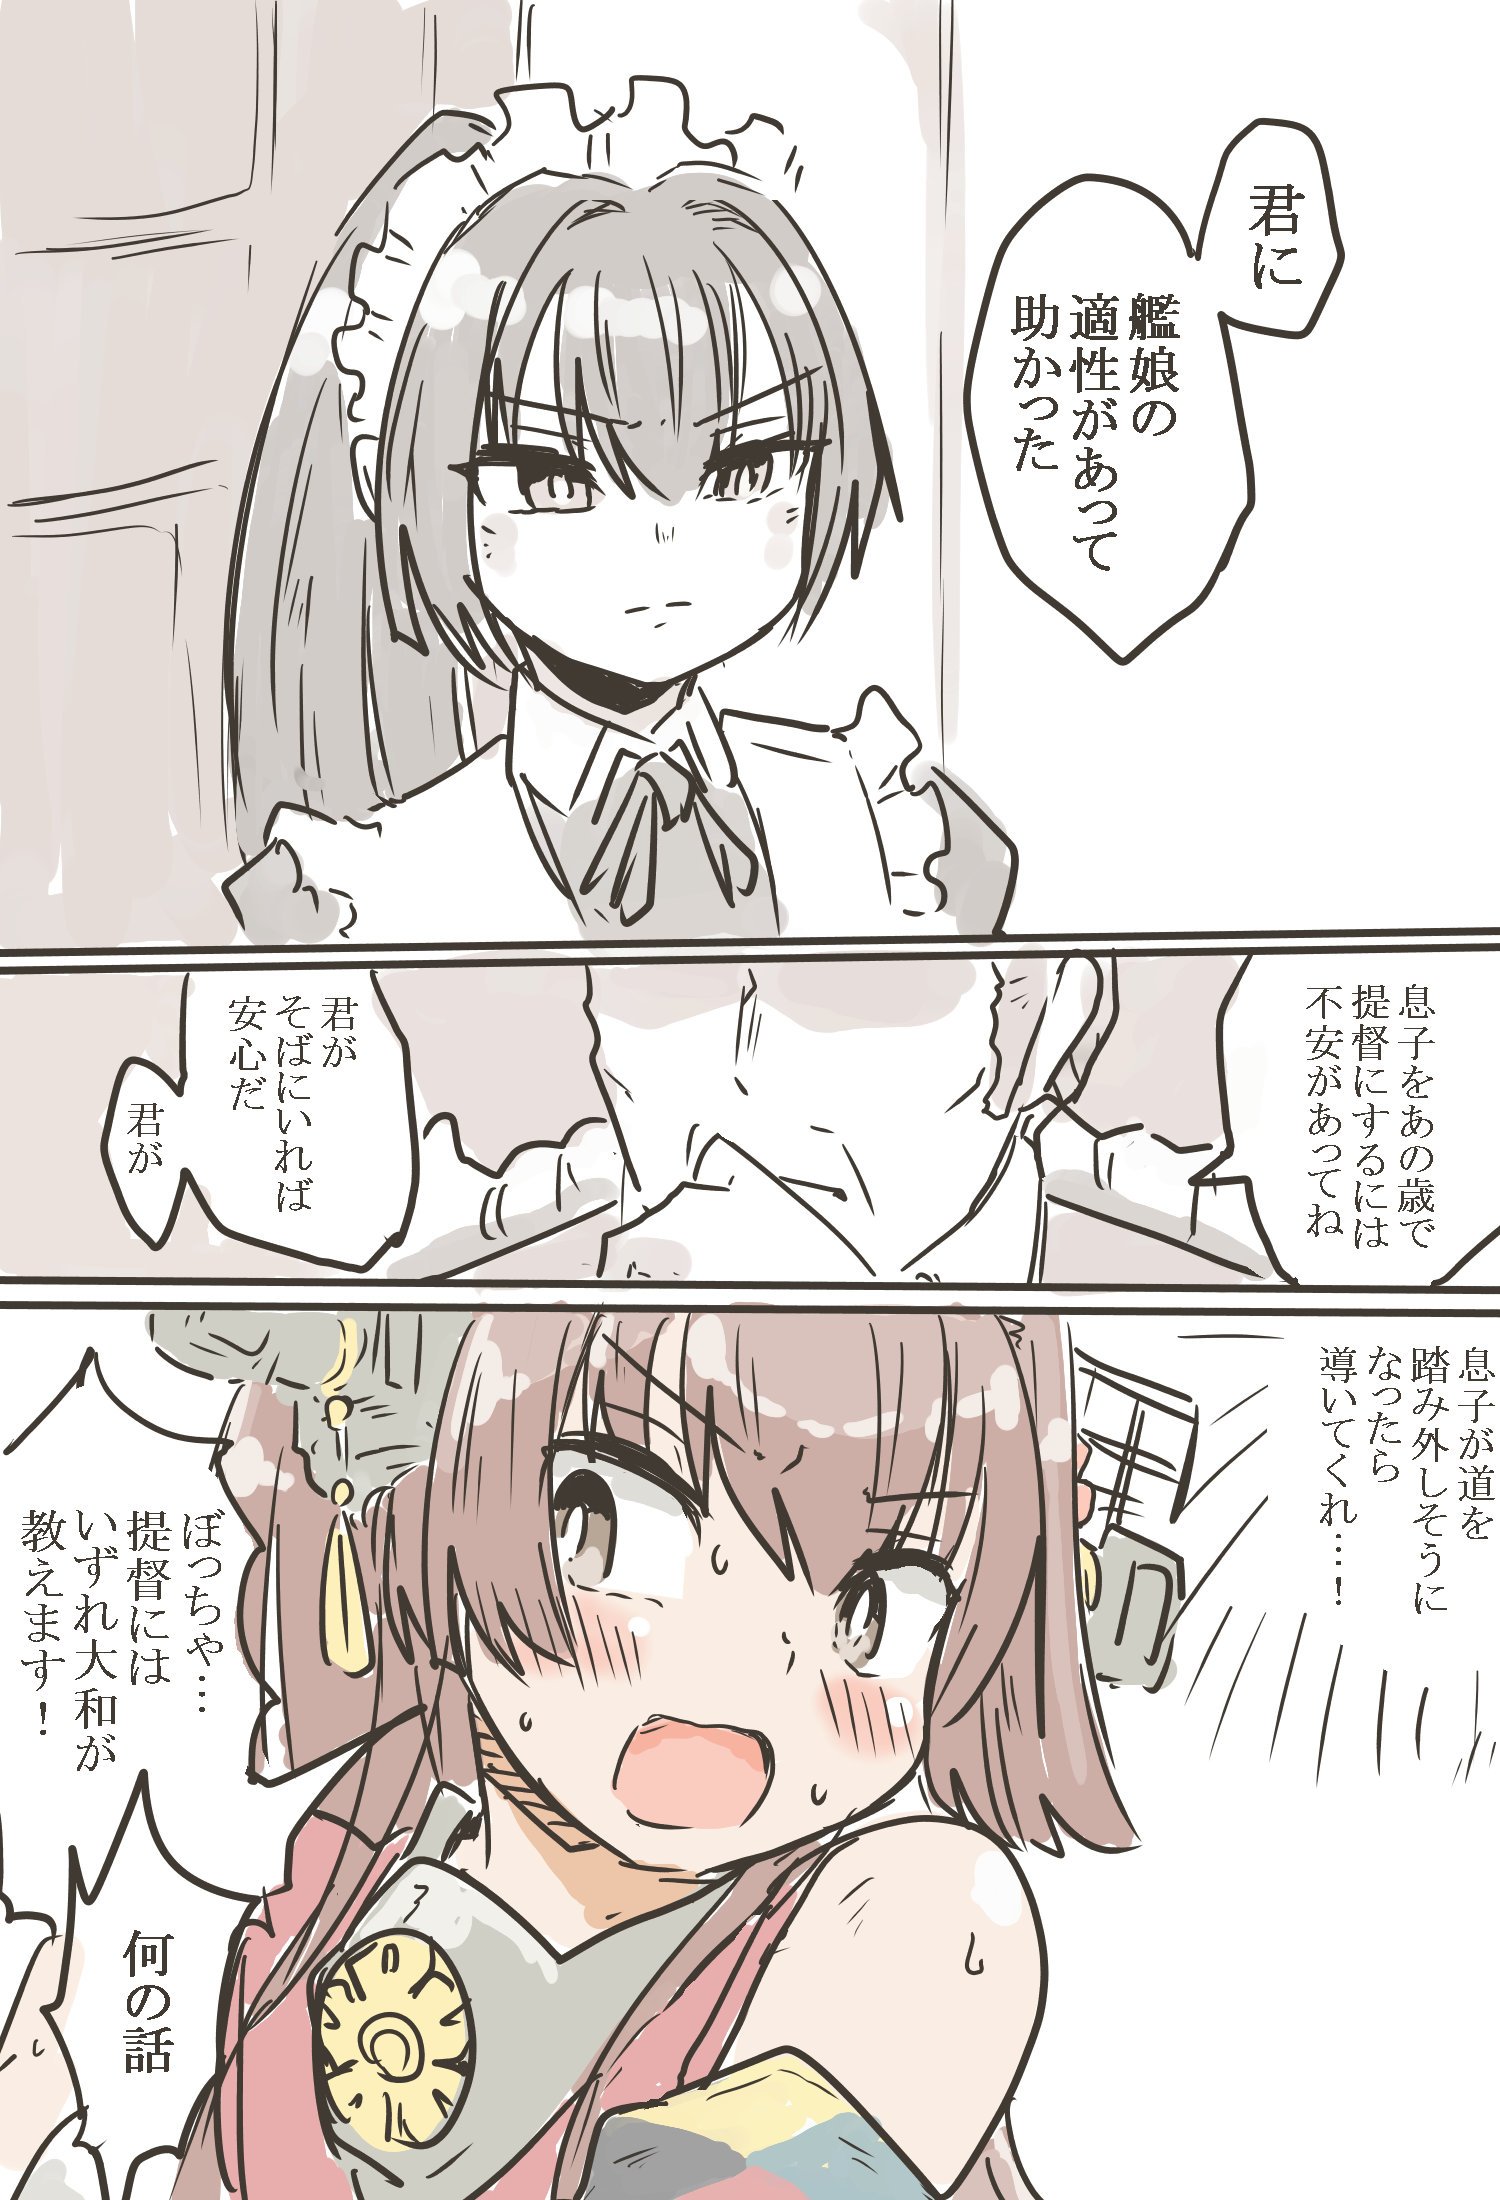 君に
艦娘の
適性があって
助かった
息子をあの歳で
提督にするには
不安があってね
君が
そばにいれば
安心だ
君が
息子が道を
踏み外しそうに
なったら
導いてくれ…！
ぼっちゃ…
提督には
いずれ大和が
教えます！
何の話